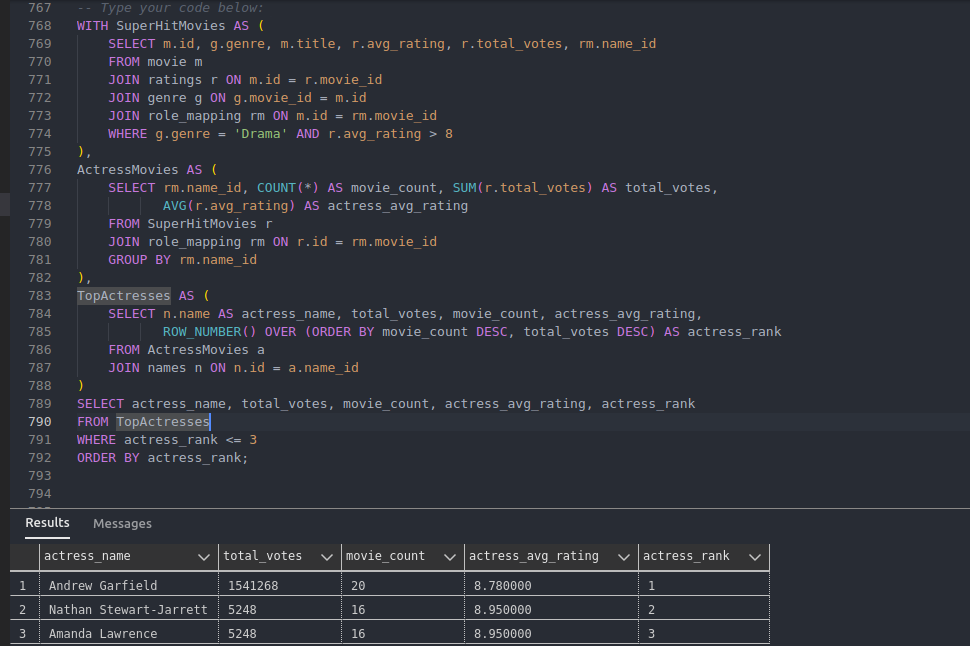 767 -- Type your code below:
768 WITH SuperHitMovies AS (
769 SELECT m.id, g.genre, m.title, r.avg_rating, r.total_votes, rm.name_id
770 FROM movie m
771 JOIN ratings r ON m.id = r.movie_id
772 JOIN genre g ON g.movie_id = m.id
773 JOIN role_mapping rm ON m.id = rm.movie_id
774 WHERE g.genre = 'Drama' AND r.avg_rating > 8
775 ),
776 ActressMovies AS (
777 SELECT rm.name_id, COUNT(*) AS movie_count, SUM(r.total_votes) AS total_votes,
778 AVG(r.avg_rating) AS actress_avg_rating
779 FROM SuperHitMovies r
780 JOIN role_mapping rm ON r.id = rm.movie_id
781 GROUP BY rm.name_id
782 ),
783 TopActresses AS (
784 SELECT n.name AS actress_name, total_votes, movie_count, actress_avg_rating,
785 ROW_NUMBER() OVER (ORDER BY movie_count DESC, total_votes DESC) AS actress_rank
786 FROM ActressMovies a
787 JOIN names n ON n.id = a.name_id
788 )
789 SELECT actress_name, total_votes, movie_count, actress_avg_rating, actress_rank
790 FROM TopActresses
791 WHERE actress_rank <= 3
792 ORDER BY actress_rank;
793
794
Results Messages
actress_name total_votes movie_count actress_avg_rating actress_rank
1 Andrew Garfield 1541268 20 8.780000 1
2 Nathan Stewart-Jarrett 5248 16 8.950000 2
3 Amanda Lawrence 5248 16 8.950000 3